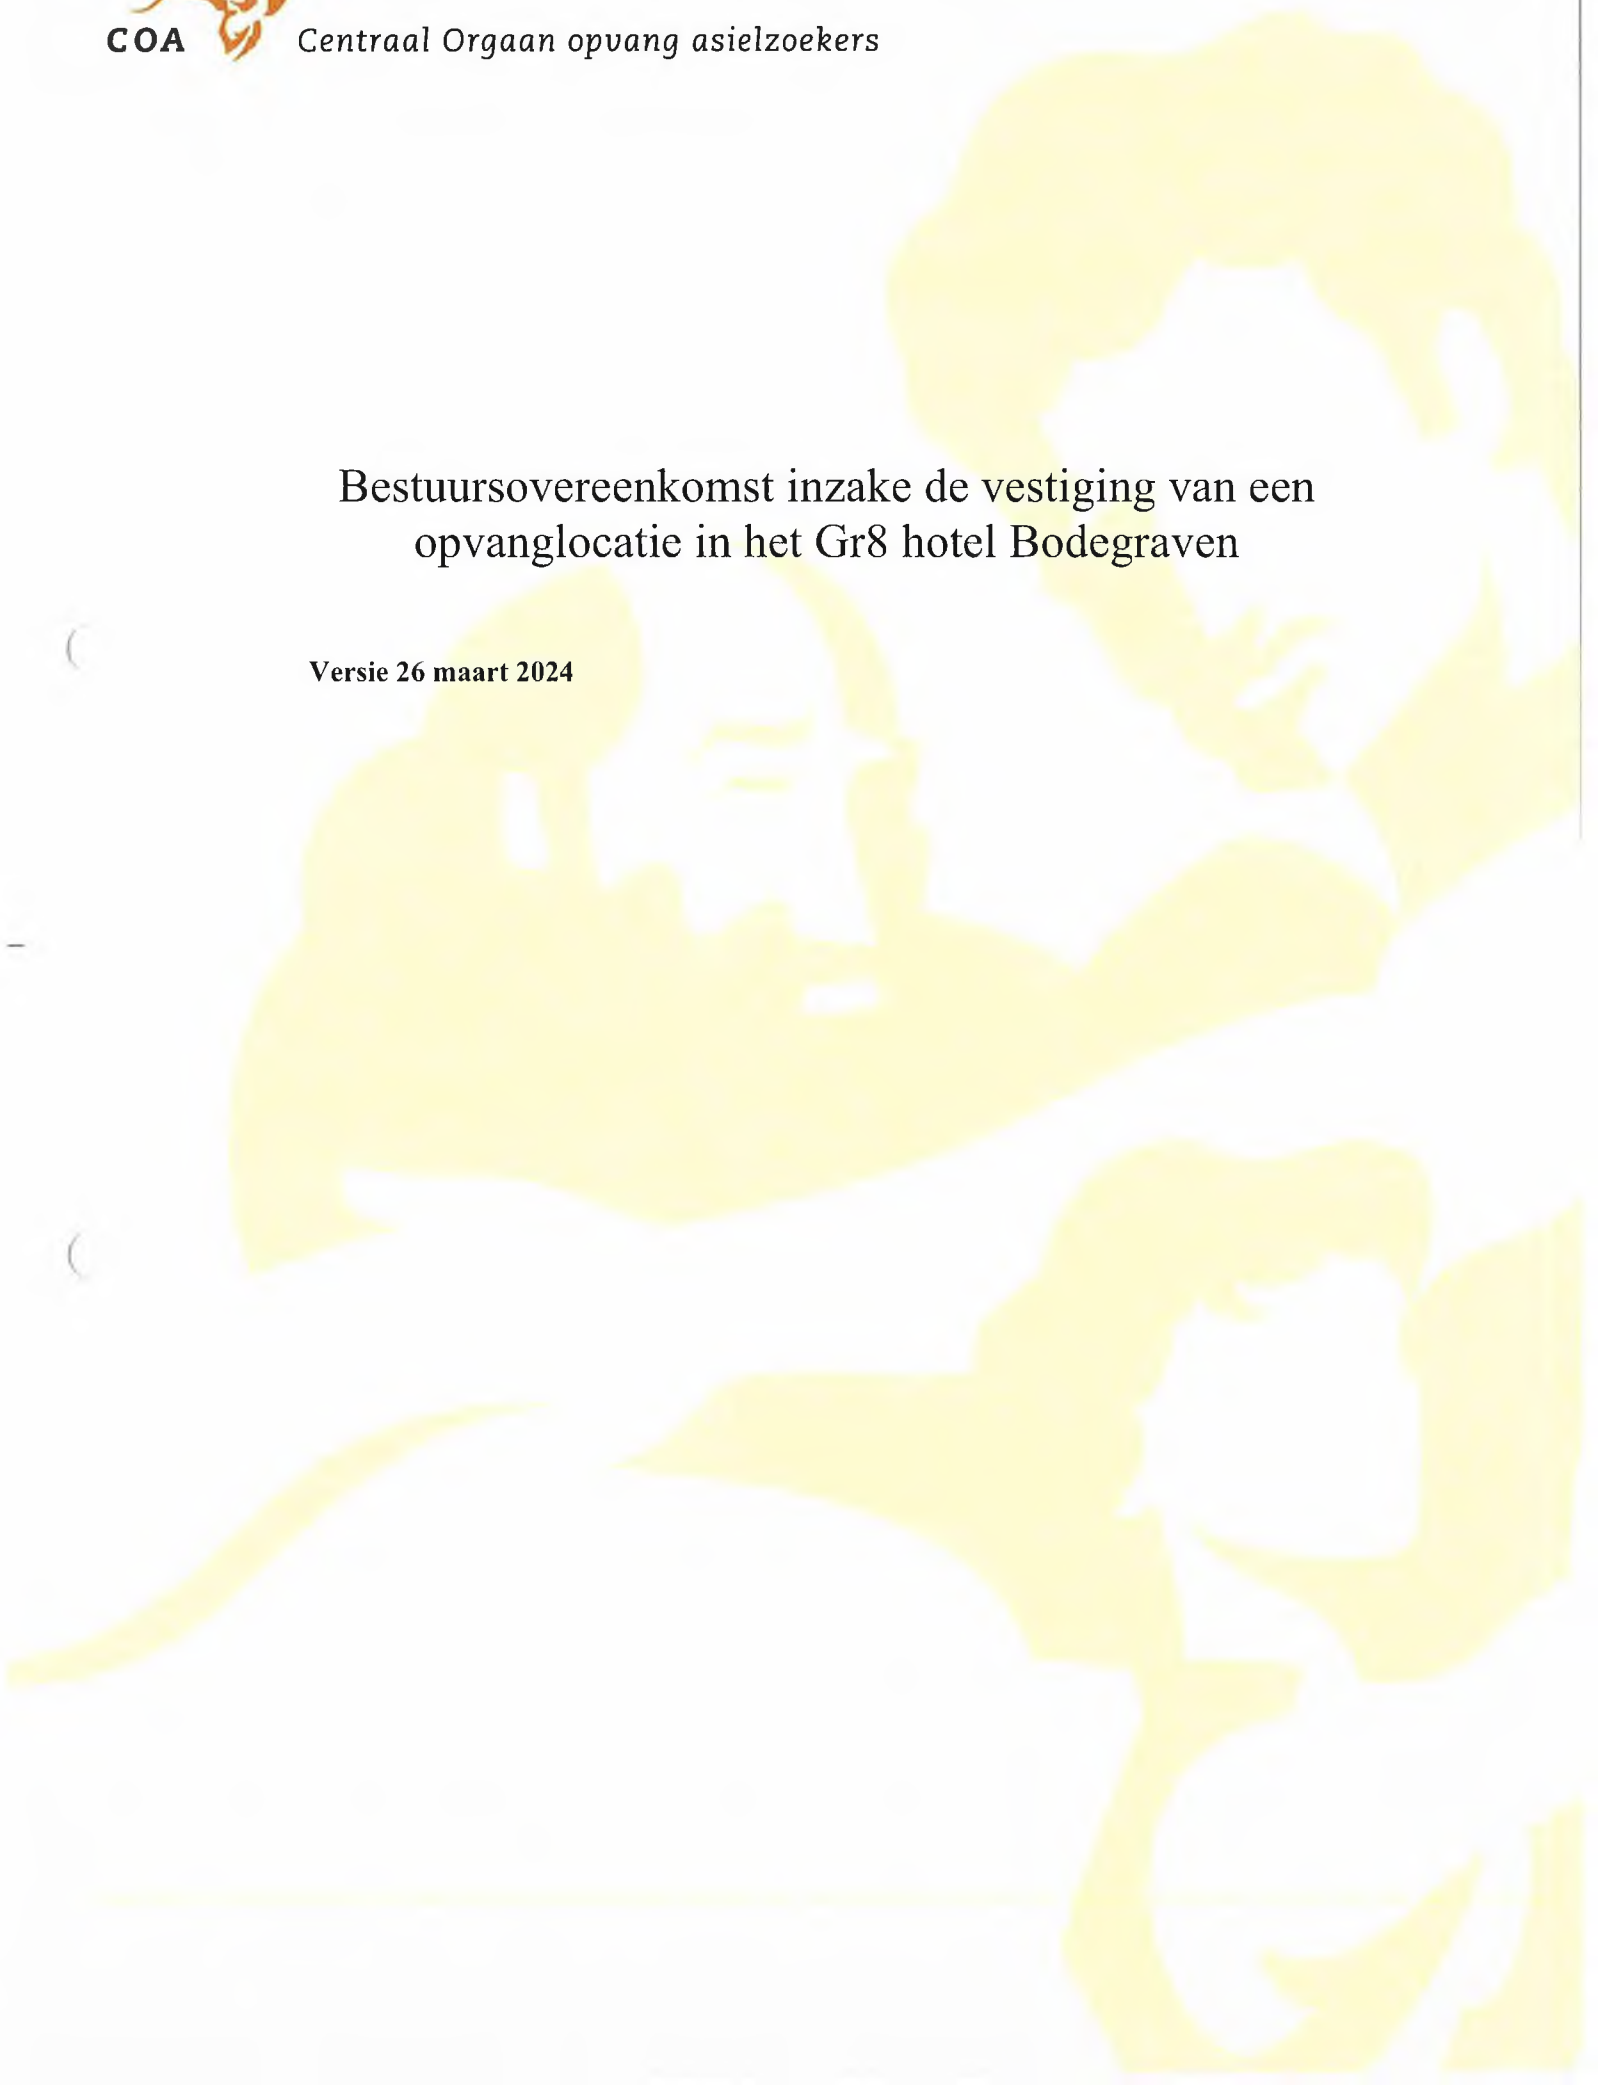 COA Centraal Orgaan opvang asielzoekers
Bestuursovereenkomst inzake de vestiging van een
opvanglocatie in het Gr8 hotel Bodegraven
Versie 26 maart 2024